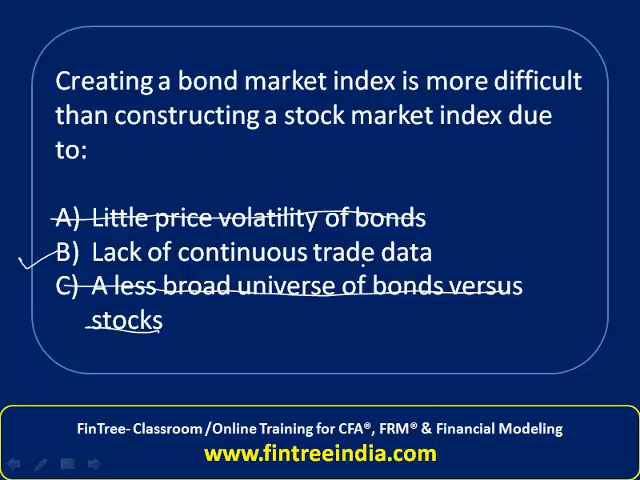 Creating a bond market index is more difficult
than constructing a stock market index due
to:
A) Little price volatility of bonds
B) Lack of continuous trade data
C) A less broad universe of bonds versus
stocks
FinTree- Classroom /Online Training for CFA®, FRM® & Financial Modeling
www.fintreeindia.com